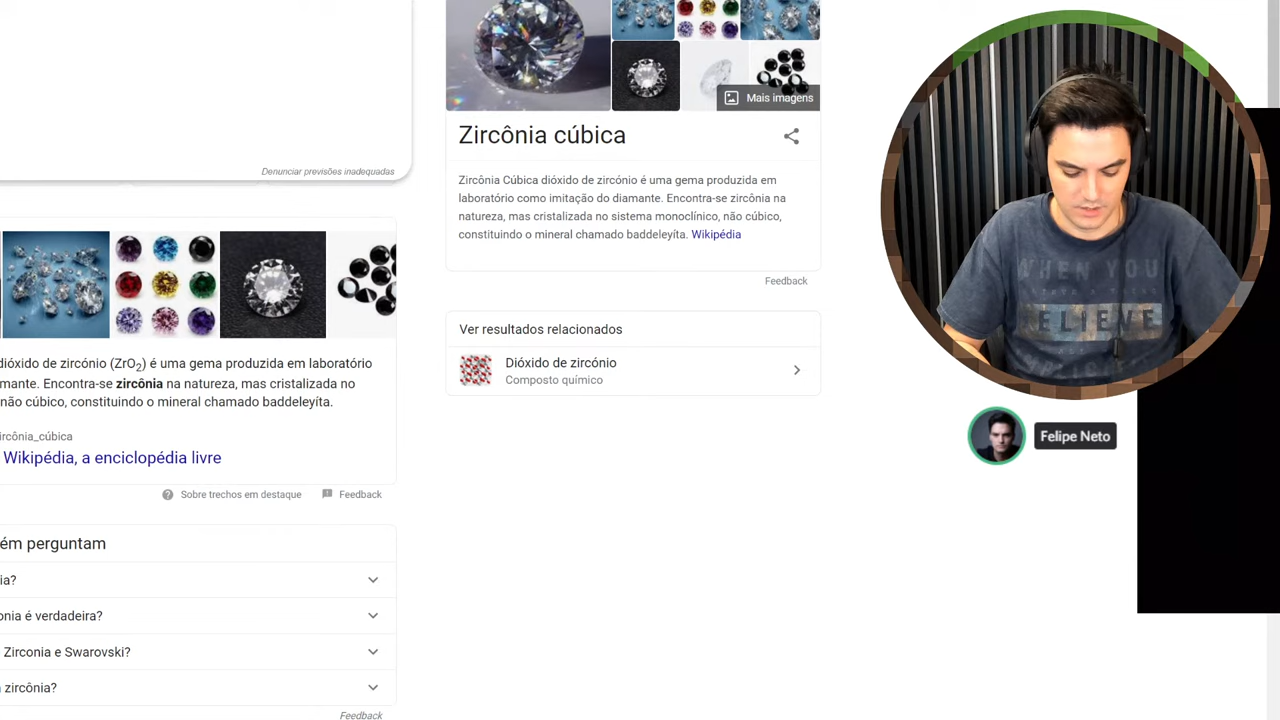 Mais imagens
Zircônia cúbica
Zircônia Cúbica dióxido de zircónio é uma gema produzida em
laboratório como imitação do diamante. Encontra-se zircônia na
natureza, mas cristalizada no sistema monoclínico, não cúbico,
constituindo o mineral chamado baddeleyíta. Wikipédia
Feedback
Ver resultados relacionados
Dióxido de zircónio
Composto químico
Denunciar previsões inadequadas
dióxido de zircónio (ZrO2) é uma gema produzida em laboratório
mante. Encontra-se zircônia na natureza, mas cristalizada no
não cúbico, constituindo o mineral chamado baddeleyíta.
ircônia_cúbica
Wikipédia, a enciclopédia livre
Sobre trechos em destaque
Feedback
ém perguntam
ia?
onia é verdadeira?
Zirconia e Swarovski?
zircônia?
Feedback
WHEN YOU
ELIEVE
Felipe Neto